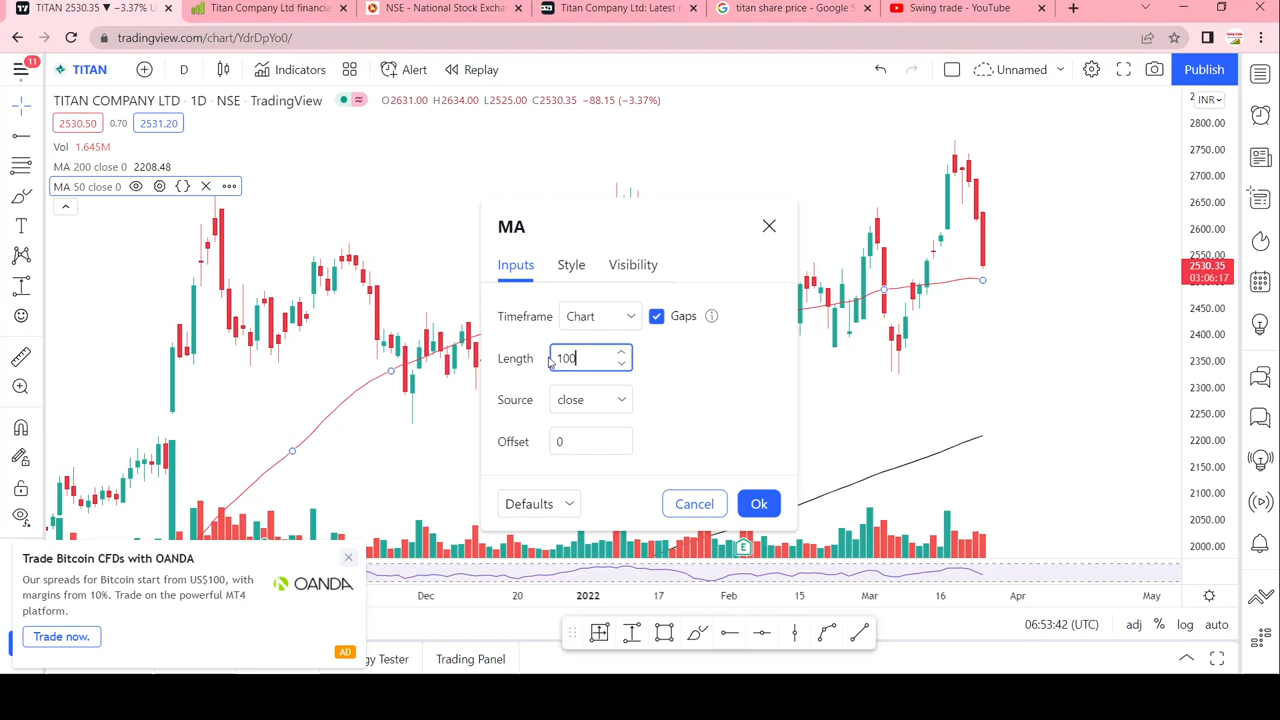 TITAN 2530.35 ▼ −3.37% U
Titan Company Ltd financia
NSE - National Stock Exchan
Titan Company Ltd: Latest n
titan share price - Google S
Swing trade - YouTube
tradingview.com/chart/YdrDpYo0/
11
TITAN
D
Indicators
Alert
Replay
Unnamed
Publish
TITAN COMPANY LTD · 1D · NSE · TradingView
O2631.00 H2634.00 L2525.00 C2530.35 −88.15 (−3.37%)
INR
2530.50 0.70 2531.20
Vol 1.645M
MA 200 close 0 2208.48
MA 50 close 0
2800.00
2750.00
2700.00
2650.00
2600.00
2550.00
2530.35
03:06:17
2450.00
2400.00
2350.00
2300.00
2250.00
2200.00
2150.00
2100.00
2050.00
2000.00
MA
Inputs Style Visibility
Timeframe Chart Gaps
Length 100
Source close
Offset 0
Defaults Cancel Ok
E
Trade Bitcoin CFDs with OANDA
Our spreads for Bitcoin start from US$100, with
margins from 10%. Trade on the powerful MT4
platform.
OANDA
Trade now.
AD
Dec 20 2022 17 Feb 15 Mar 16 Apr May
06:53:42 (UTC) adj % log auto
gy Tester
Trading Panel